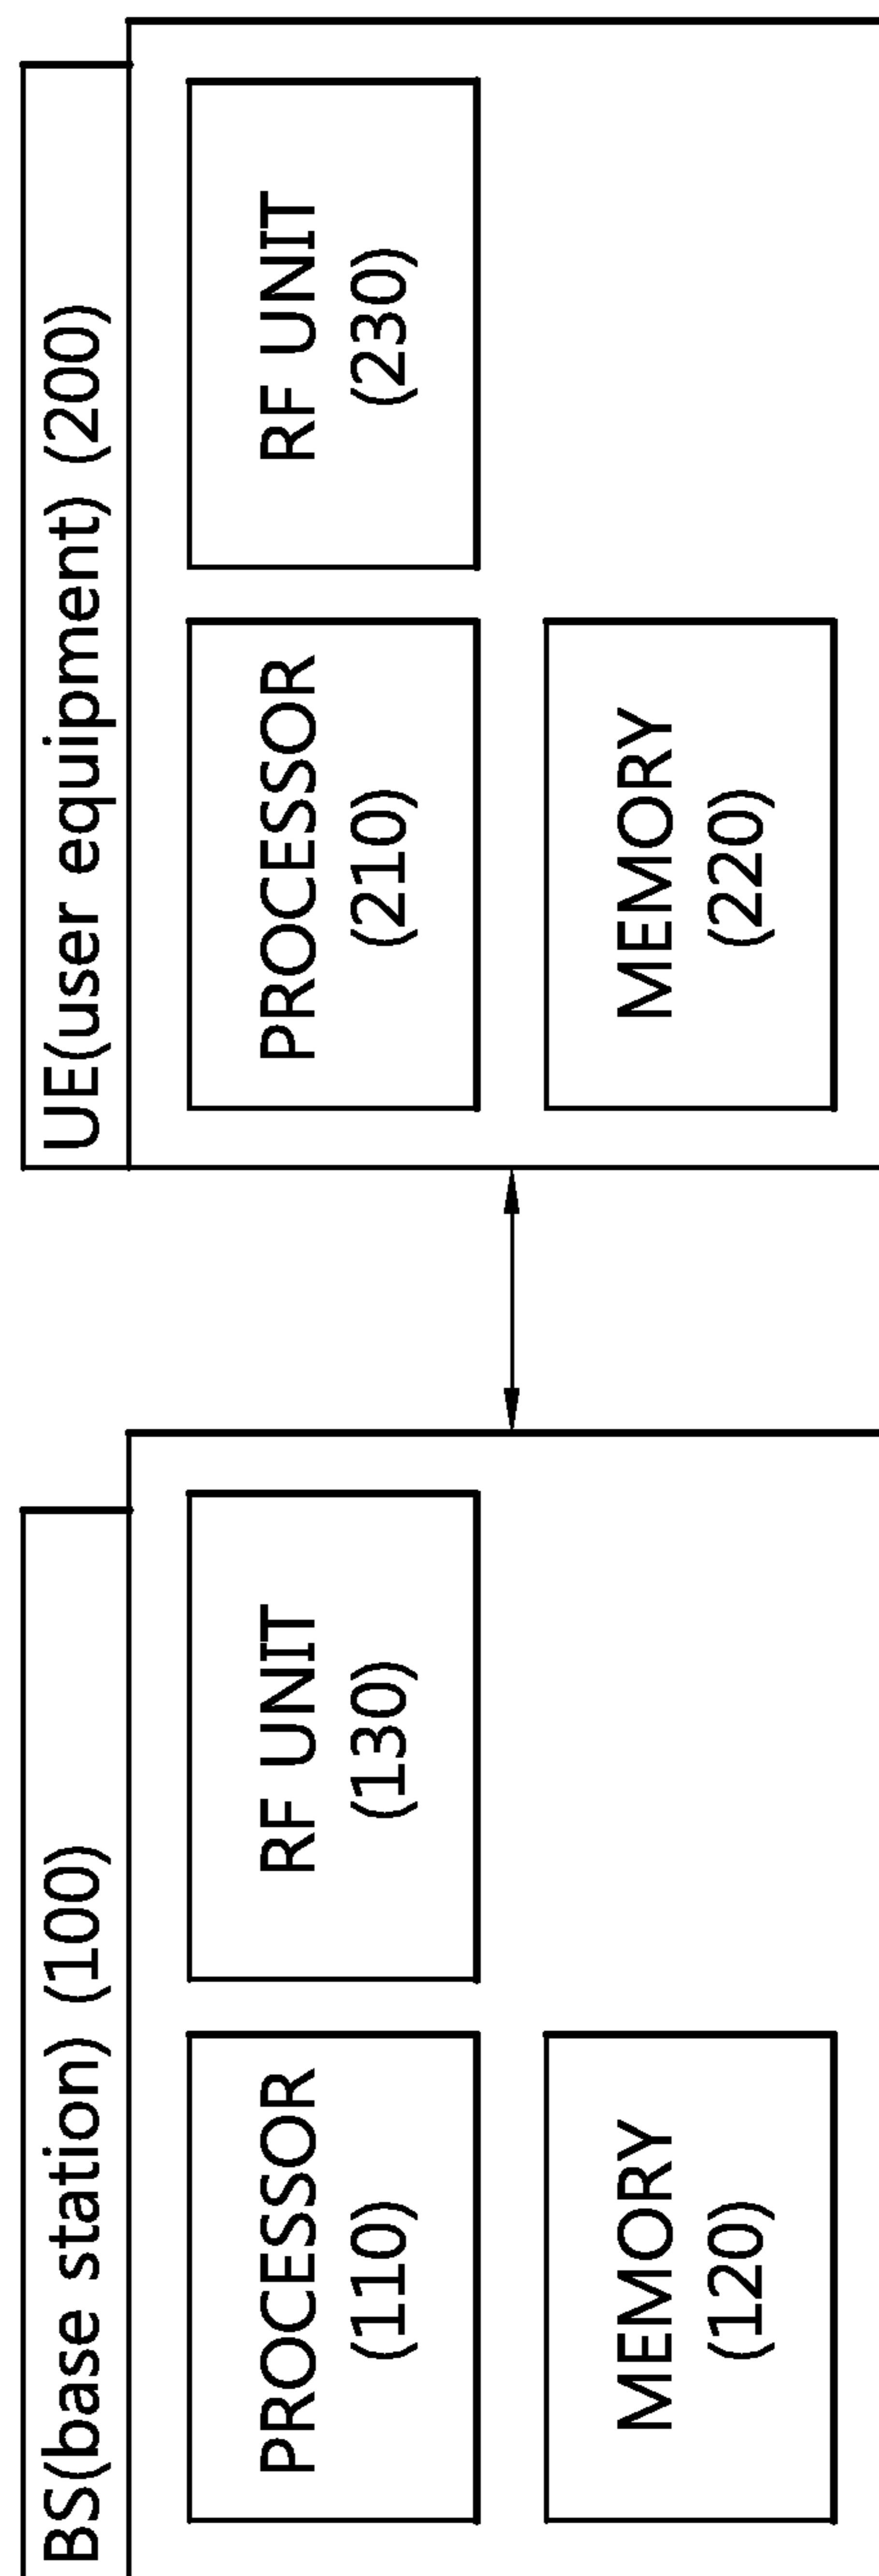 BS(base station) (100)
PROCESSOR
(110)
RF UNIT
(130)
MEMORY
(120)
UE(user equipment) (200)
PROCESSOR
(210)
RF UNIT
(230)
MEMORY
(220)